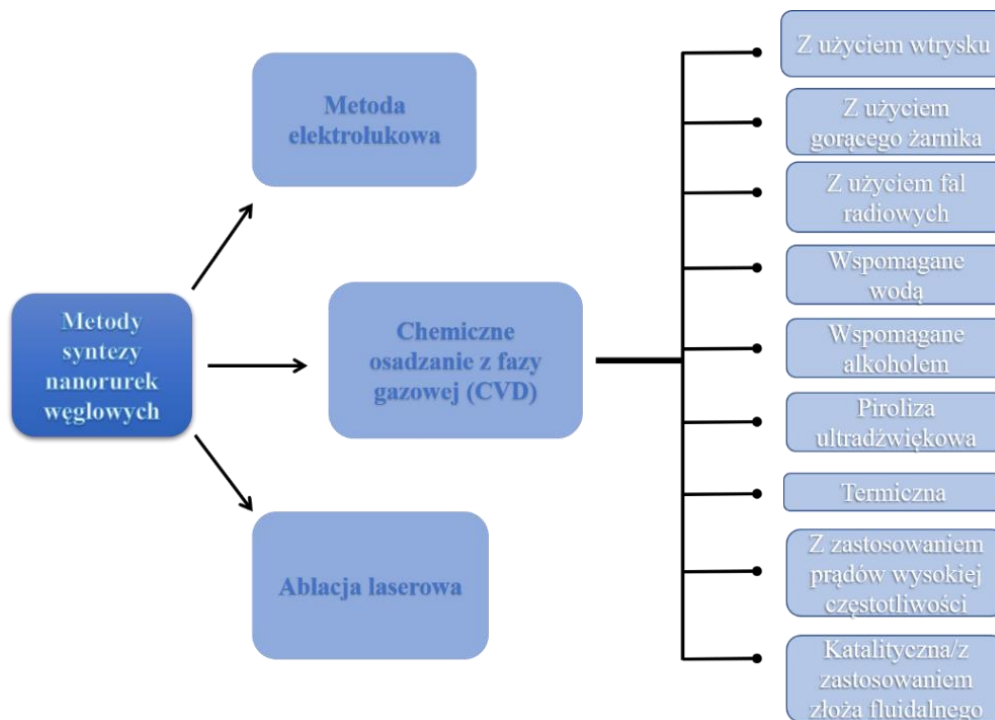 Metody
syntezy
nanorurek
węglowych
Metoda
elektrołukowa
Chemiczne
osadzanie z fazy
gazowej (CVD)
Ablacja laserowa
Z użyciem wtrysku
Z użyciem
gorącego żarnika
Z użyciem fal
radiowych
Wspomagane
wodą
Wspomagane
alkoholem
Piroliza
ultradźwiękowa
Termiczna
Z zastosowaniem
prądów wysokiej
częstotliwości
Katalityczna/z
zastosowaniem
złoża fluidalnego